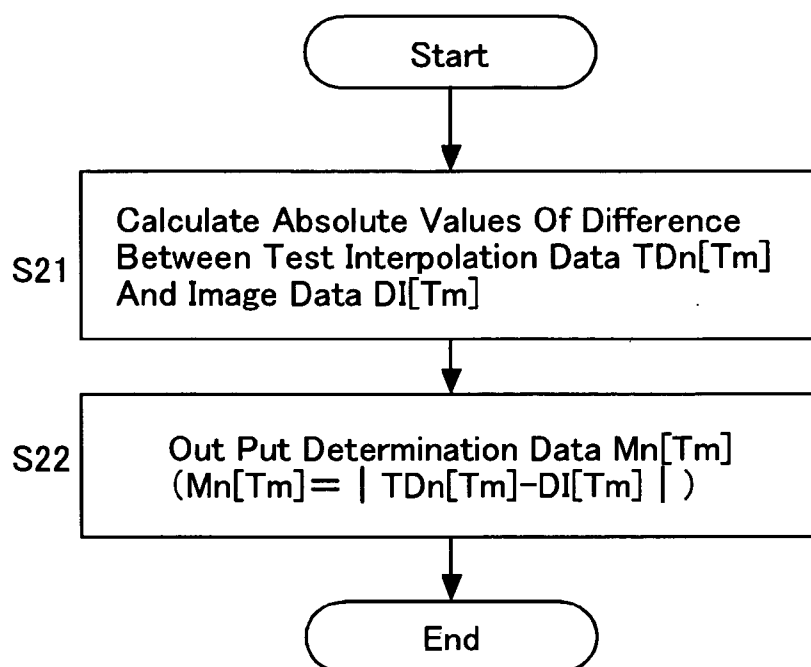 Start
S21
Calculate Absolute Values Of Difference
Between Test Interpolation Data TDn[Tm]
And Image Data DI[Tm]
S22
Out Put Determination Data Mn[Tm]
(Mn[Tm]=|TDn[Tm]-DI[Tm]|)
End